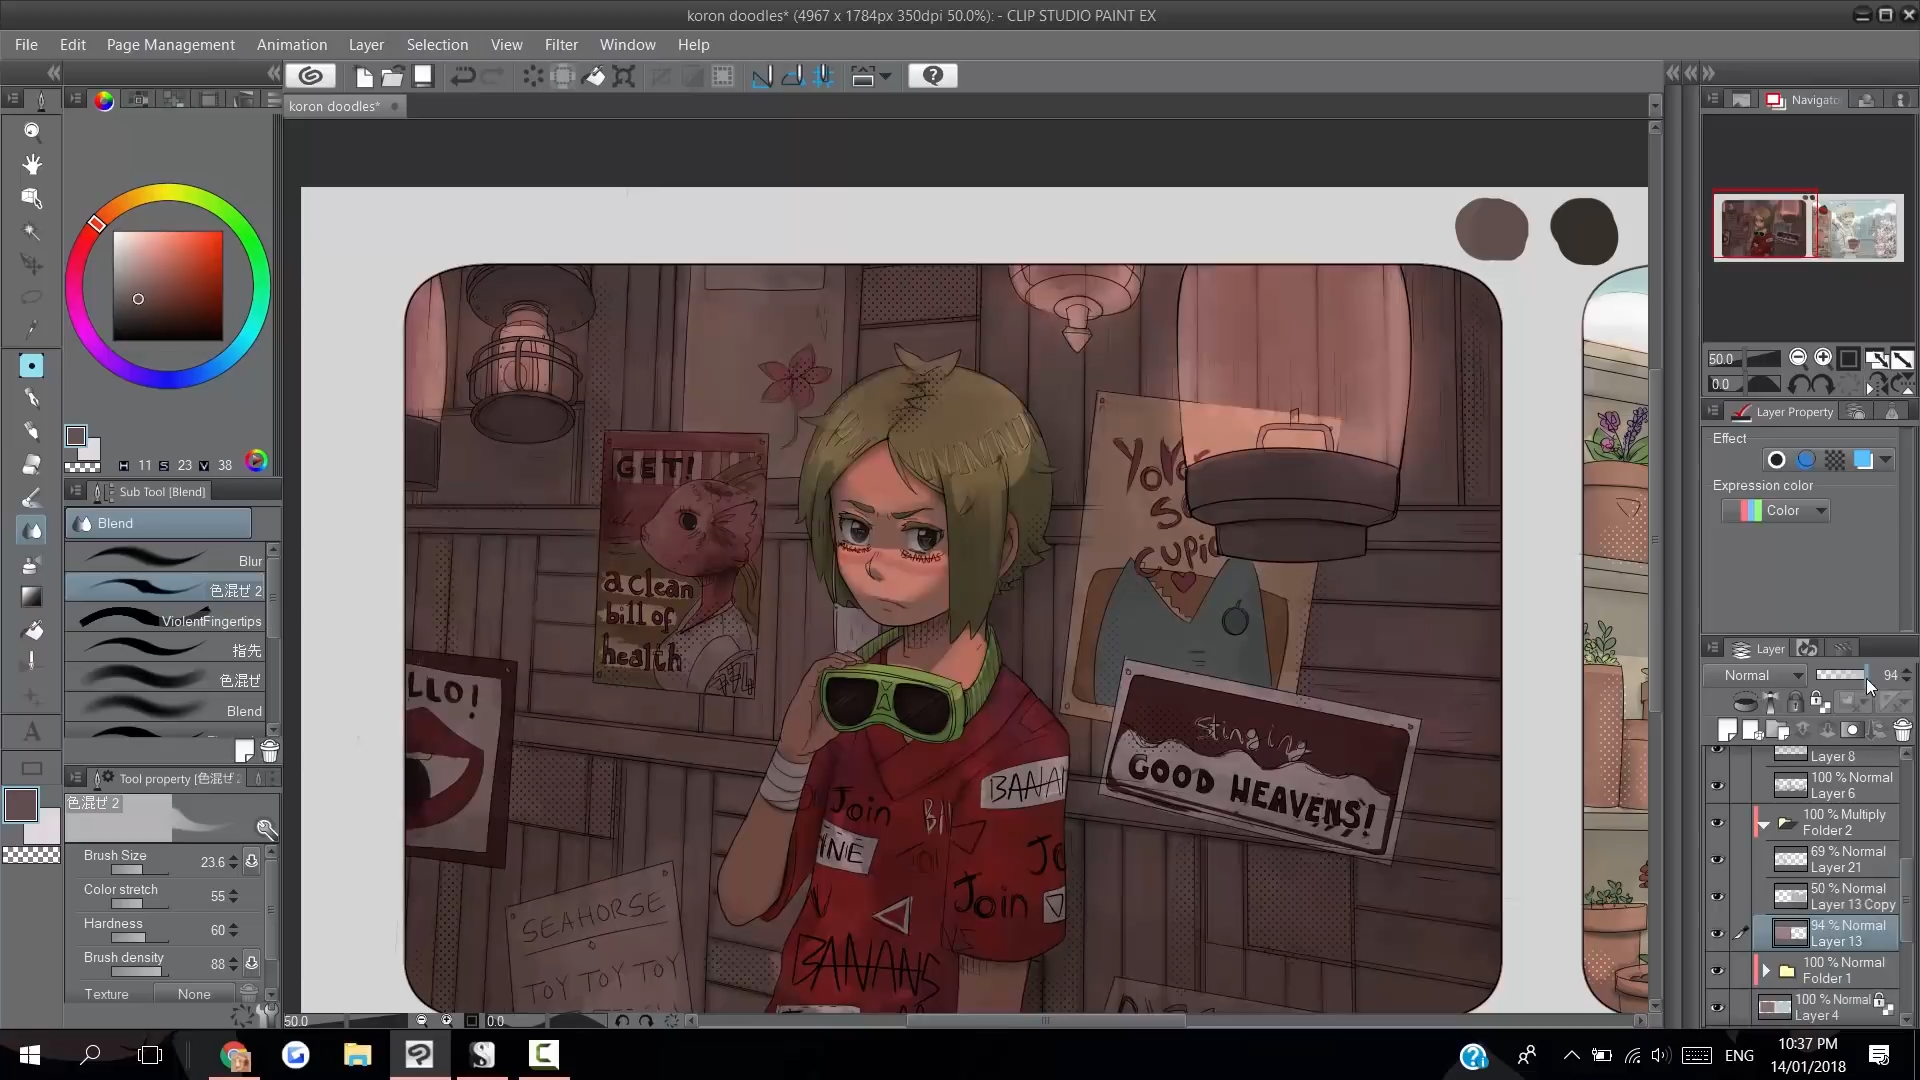 koron doodles* (4967 x 1784px 350dpi 50.0%): - CLIP STUDIO PAINT EX
File Edit Page Management Animation Layer Selection View Filter Window Help
koron doodles*
Navigato
50.0
0.0
Layer Property
Effect
Expression color
Color
H 11 S 23 V 38
Sub Tool [Blend]
Blend
Blur
色混ぜ 2
ViolentFingertips
指先
色混ぜ
Blend
Tool property [色混ぜ 2
色混ぜ 2
Brush Size 23.6
Color stretch 55
Hardness 60
Brush density 88
Texture None
GET!
a clean
bill of
health
LLO!
SEAHORSE
TOY TOY TOY
BANANAS
Join
BANANS
Join
Cupid
Stinging
GOOD HEAVENS!
Layer
Normal 94
Layer 8
100 % Normal
Layer 6
100 % Multiply
Folder 2
69 % Normal
Layer 21
50 % Normal
Layer 13 Copy
94 % Normal
Layer 13
100 % Normal
Folder 1
100 % Normal
Layer 4
50.0 0.0
ENG
10:37 PM
14/01/2018